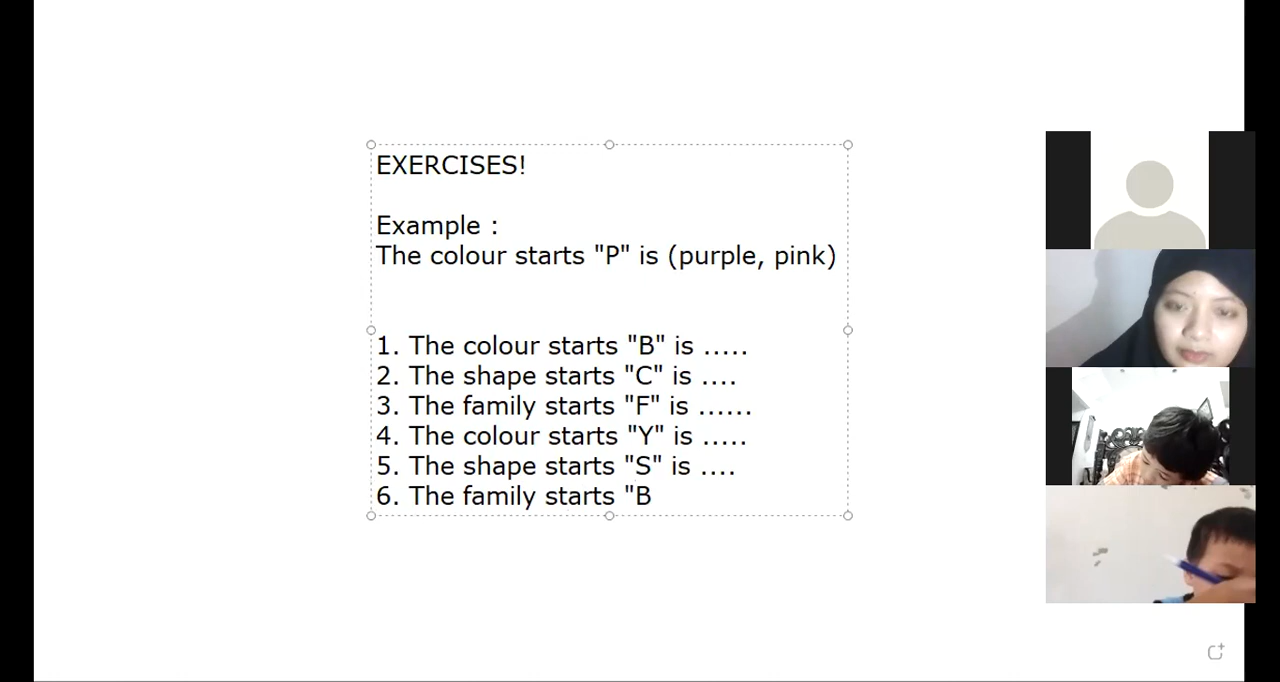 EXERCISES!
Example :
The colour starts "P" is (purple, pink)
1. The colour starts "B" is .....
2. The shape starts "C" is ....
3. The family starts "F" is ......
4. The colour starts "Y" is .....
5. The shape starts "S" is ....
6. The family starts "B